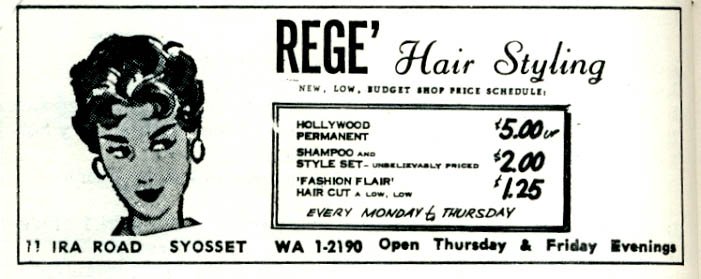 REGE' Hair Styling
NEW, LOW, BUDGET SHOP PRICE SCHEDULE:
HOLLYWOOD
PERMANENT $5.00 UP
SHAMPOO AND
STYLE SET - UNBELIEVABLY PRICED $2.00
'FASHION FLAIR'
HAIR CUT A LOW, LOW $1.25
EVERY MONDAY to THURSDAY
11 IRA ROAD SYOSSET WA 1-2190 Open Thursday & Friday Evenings